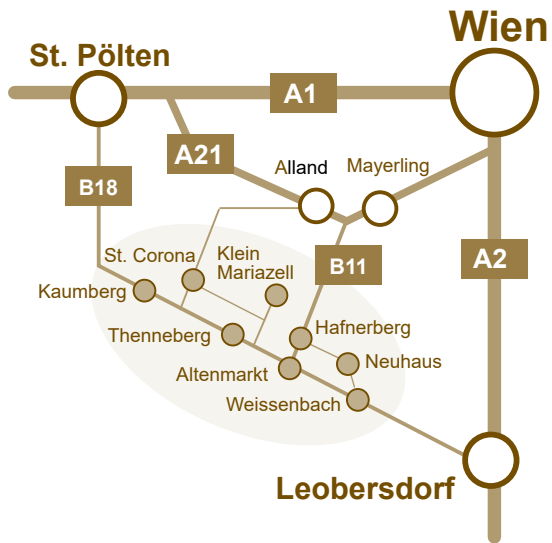 Wien
St. Pölten
A1
A21
Alland
Mayerling
B18
St. Corona
Klein
Mariazell
B11
A2
Kaumberg
Thenneberg
Hafnerberg
Neuhaus
Altenmarkt
Weissenbach
Leobersdorf